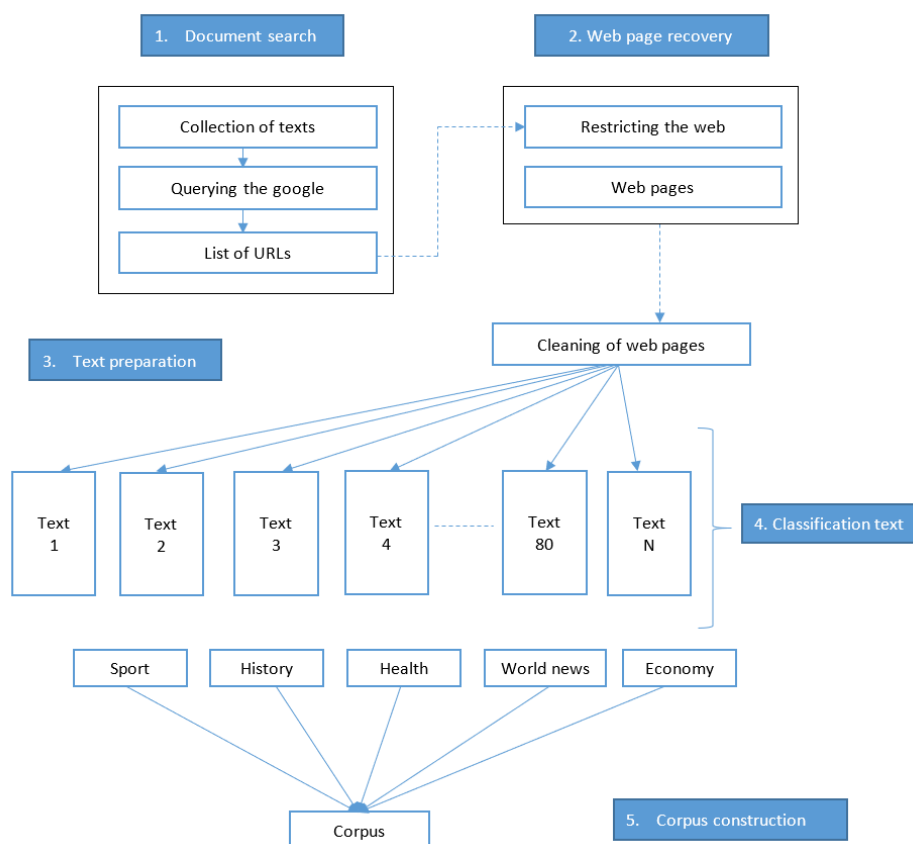 1. Document search
2. Web page recovery
Collection of texts
Querying the google
List of URLs
Restricting the web
Web pages
Cleaning of web pages
3. Text preparation
Text
1
Text
2
Text
3
Text
4
Text
80
Text
N
4. Classification text
Sport
History
Health
World news
Economy
Corpus
5. Corpus construction